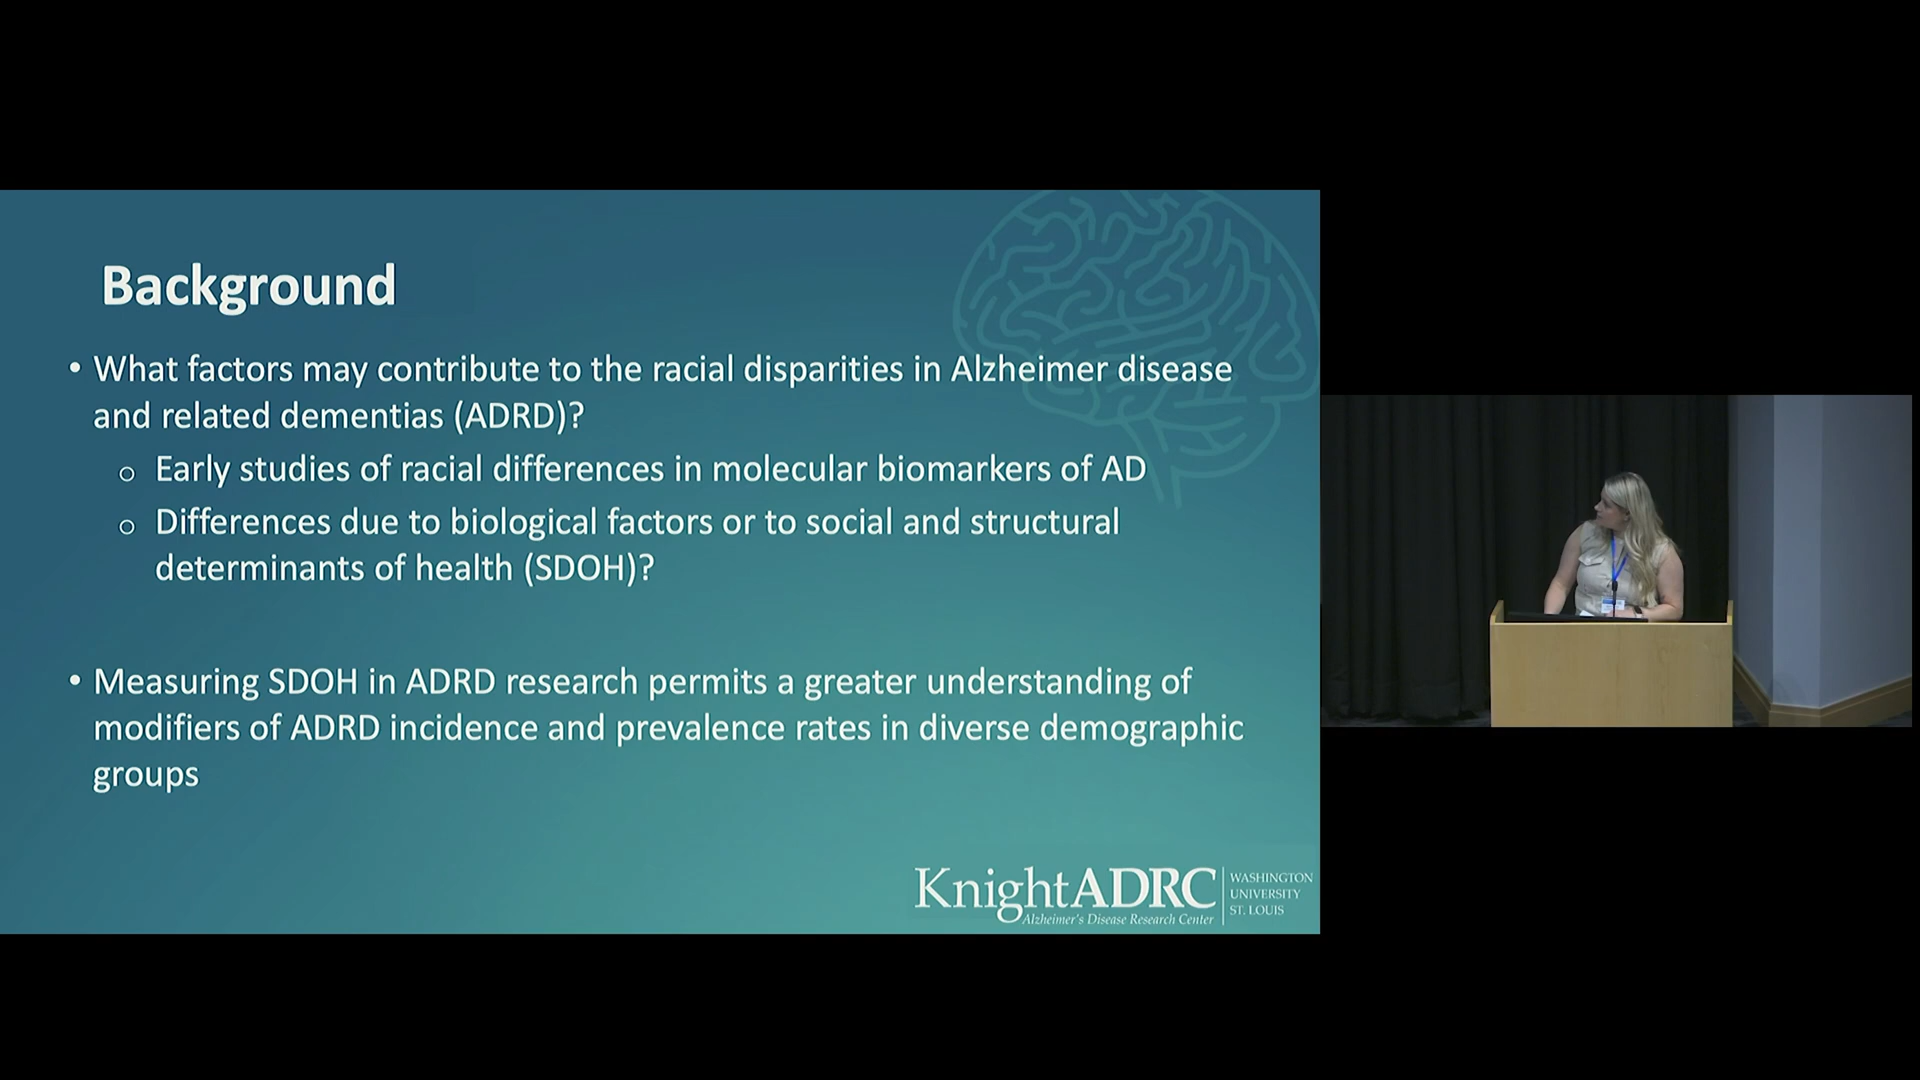 Background
• What factors may contribute to the racial disparities in Alzheimer disease
and related dementias (ADRD)?
o Early studies of racial differences in molecular biomarkers of AD
o Differences due to biological factors or to social and structural
determinants of health (SDOH)?
• Measuring SDOH in ADRD research permits a greater understanding of
modifiers of ADRD incidence and prevalence rates in diverse demographic
groups
KnightADRC
Alzheimer's Disease Research Center
WASHINGTON
UNIVERSITY
ST. LOUIS